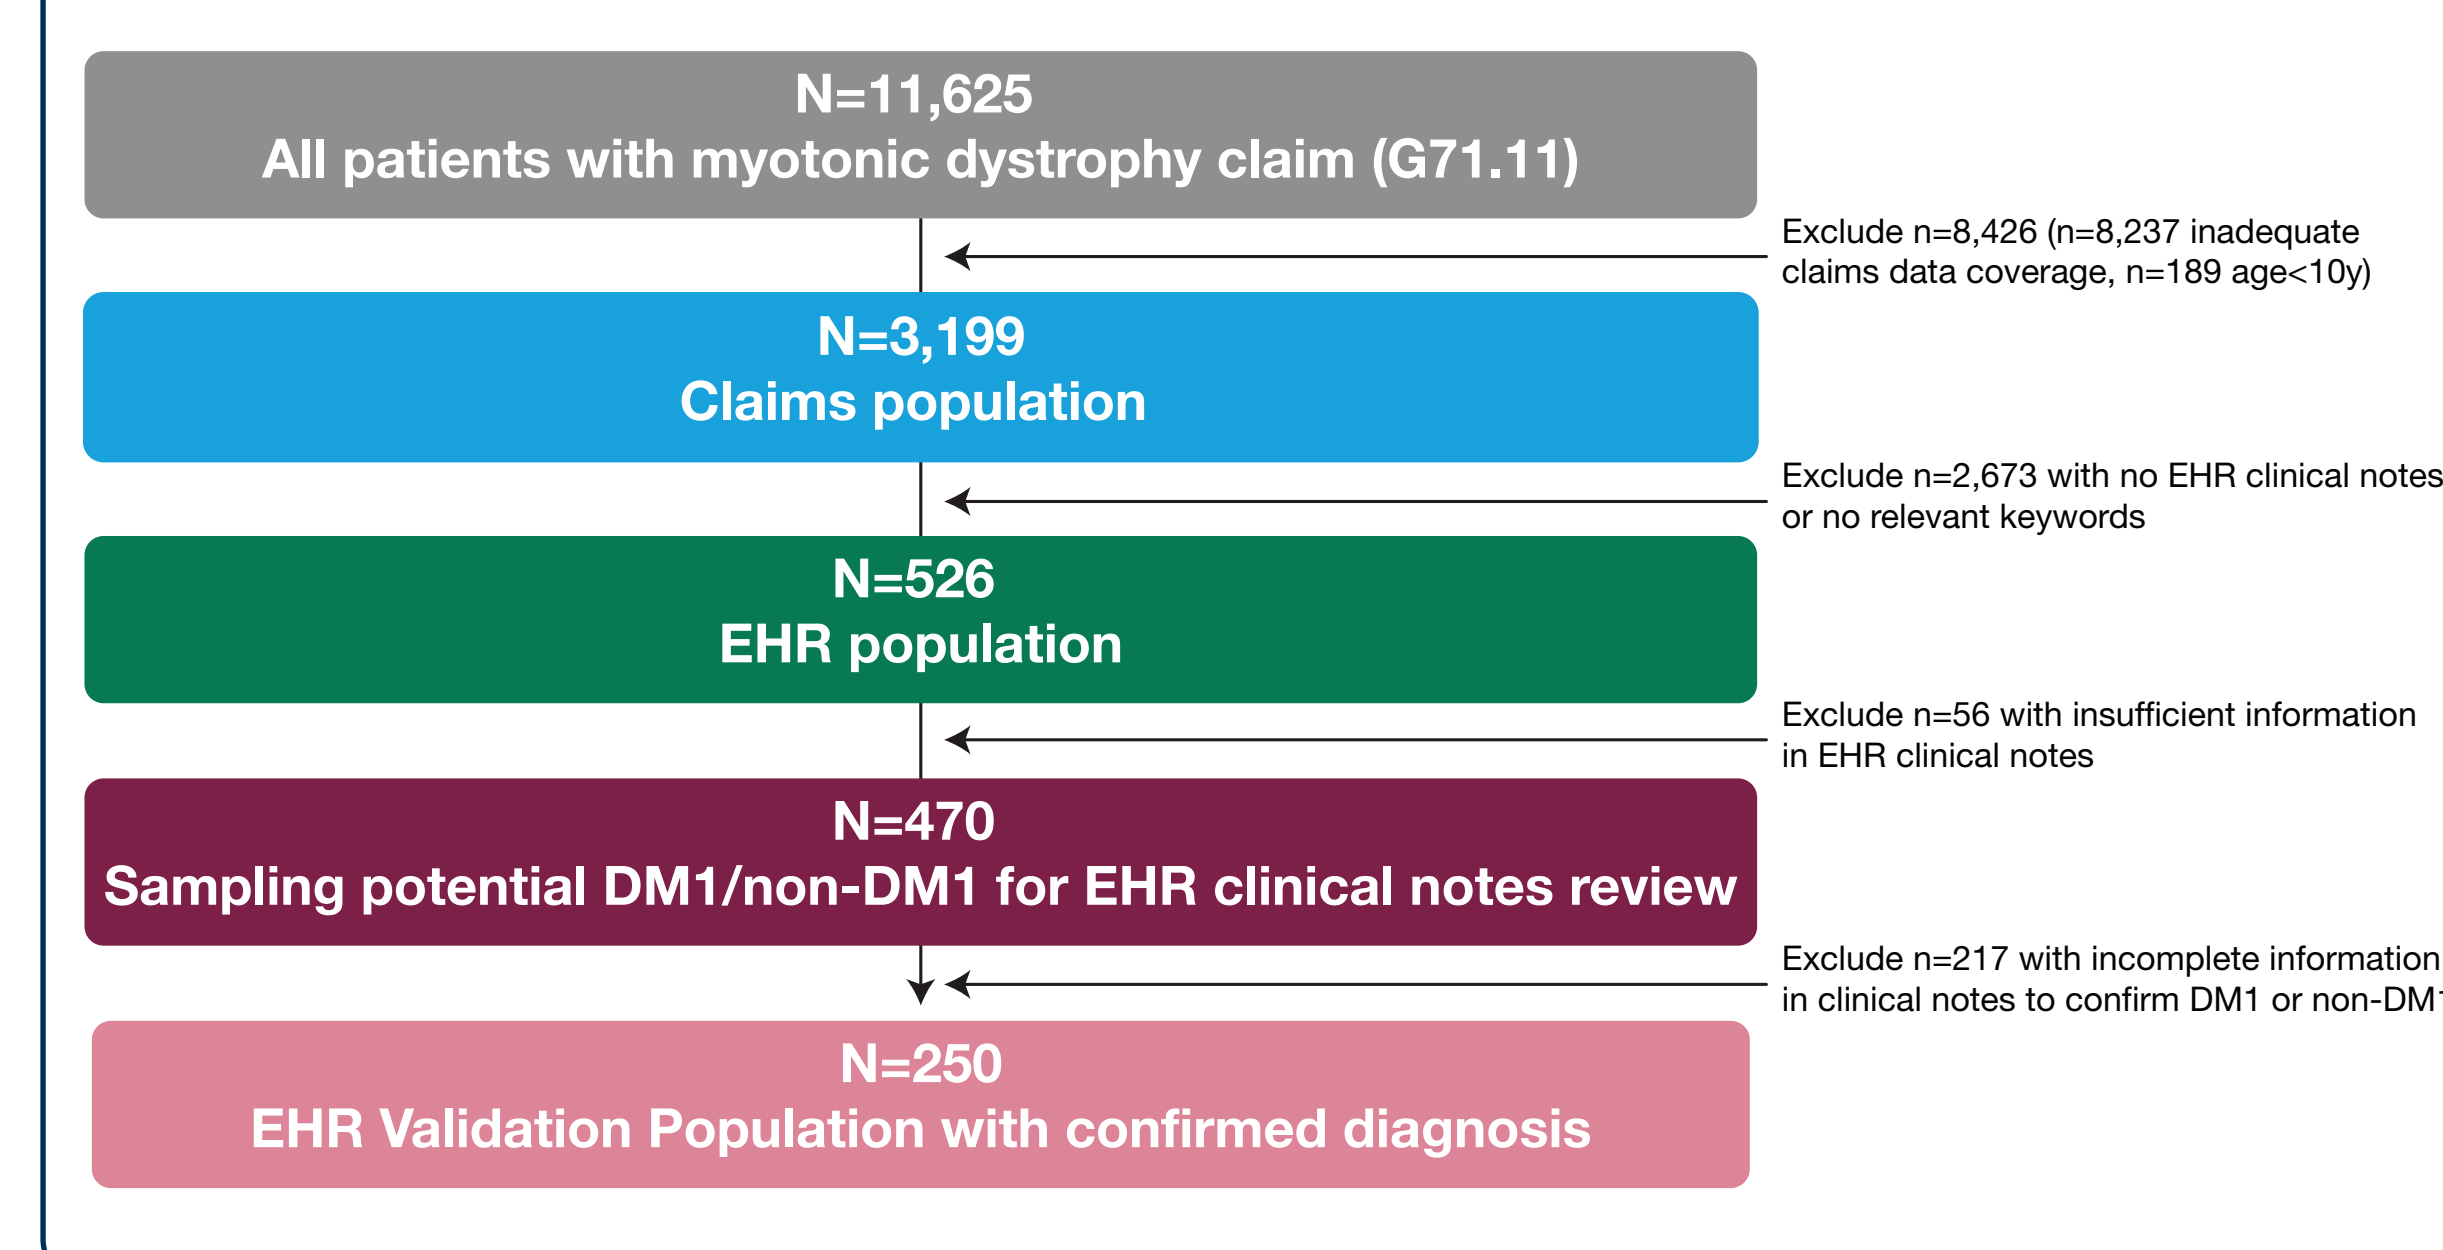 N=11,625
All patients with myotonic dystrophy claim (G71.11)
Exclude n=8,426 (n=8,237 inadequate
claims data coverage, n=189 age<10y)
N=3,199
Claims population
Exclude n=2,673 with no EHR clinical notes
or no relevant keywords
N=526
EHR population
Exclude n=56 with insufficient information
in EHR clinical notes
N=470
Sampling potential DM1/non-DM1 for EHR clinical notes review
Exclude n=217 with incomplete information
in clinical notes to confirm DM1 or non-DM1
N=250
EHR Validation Population with confirmed diagnosis